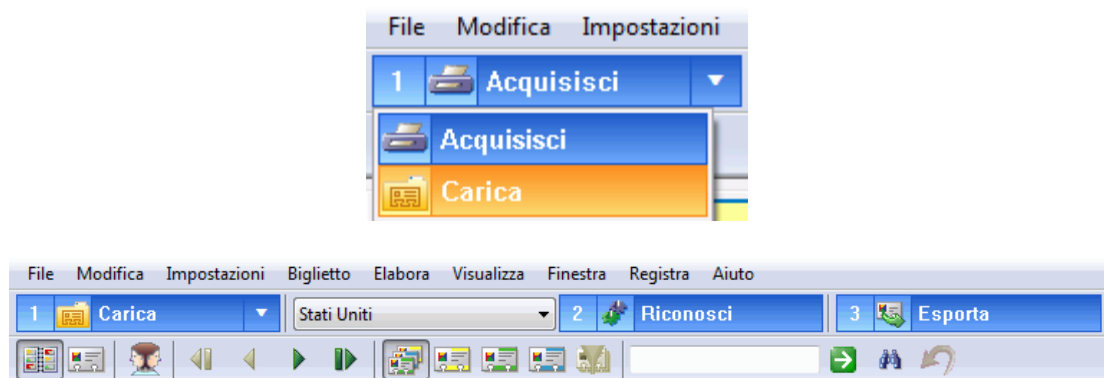 File Modifica Impostazioni
1 Acquisisci
Acquisisci
Carica
File Modifica Impostazioni Biglietto Elabora Visualizza Finestra Registra Aiuto
1 Carica Stati Uniti 2 Riconosci 3 Esporta